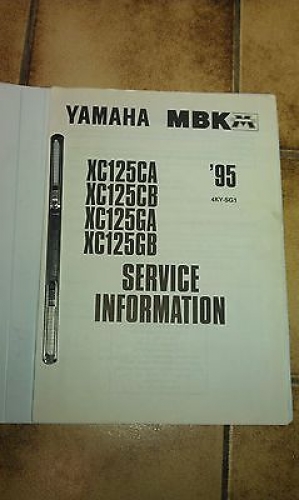 YAMAHA MBK
XC125CA '95
XC125CB 4KY-SG1
XC125GA
XC125GB
SERVICE
INFORMATION